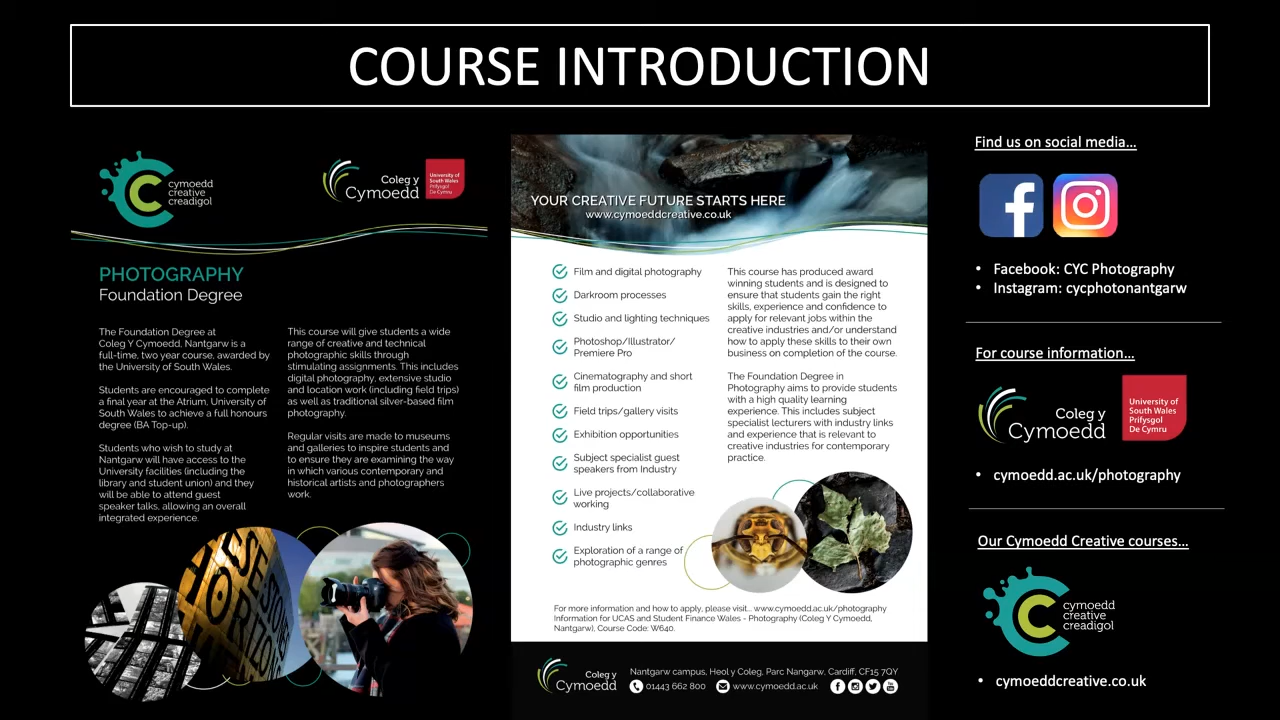 COURSE INTRODUCTION
cymoedd
creative
creadigol
Coleg y
Cymoedd
University of
South Wales
Prifysgol
De Cymru
PHOTOGRAPHY
Foundation Degree
The Foundation Degree at
Coleg Y Cymoedd, Nantgarw is a
full-time, two year course, awarded by
the University of South Wales.
Students are encouraged to complete
a final year at the Atrium, University of
South Wales to achieve a full honours
degree (BA Top-up).
Students who wish to study at
Nantgarw will have access to the
University facilities (including the
library and student union) and they
will be able to attend guest
speaker talks, allowing an overall
integrated experience.
This course will give students a wide
range of creative and technical
photographic skills through
stimulating assignments. This includes
digital photography, extensive studio
and location work (including field trips)
as well as traditional silver-based film
photography.
Regular visits are made to museums
and galleries to inspire students and
to ensure they are examining the way
in which various contemporary and
historical artists and photographers
work.
YOUR CREATIVE FUTURE STARTS HERE
www.cymoeddcreative.co.uk
Film and digital photography
Darkroom processes
Studio and lighting techniques
Photoshop/Illustrator/
Premiere Pro
Cinematography and short
film production
Field trips/gallery visits
Exhibition opportunities
Subject specialist guest
speakers from Industry
Live projects/collaborative
working
Industry links
Exploration of a range of
photographic genres
This course has produced award
winning students and is designed to
ensure that students gain the right
skills, experience and confidence to
apply for relevant jobs within the
creative industries and/or understand
how to apply these skills to their own
business on completion of the course.
The Foundation Degree in
Photography aims to provide students
with a high quality learning
experience. This includes subject
specialist lecturers with industry links
and experience that is relevant to
creative industries for contemporary
practice.
For more information and how to apply, please visit... www.cymoedd.ac.uk/photography
Information for UCAS and Student Finance Wales - Photography (Coleg Y Cymoedd,
Nantgarw), Course Code: W640.
Coleg y
Cymoedd
Nantgarw campus, Heol y Coleg, Parc Nangarw, Cardiff, CF15 7QY
01443 662 800
www.cymoedd.ac.uk
Find us on social media...
• Facebook: CYC Photography
• Instagram: cycphotonantgarw
For course information...
Coleg y
Cymoedd
University of
South Wales
Prifysgol
De Cymru
• cymoedd.ac.uk/photography
Our Cymoedd Creative courses...
cymoedd
creative
creadigol
• cymoeddcreative.co.uk